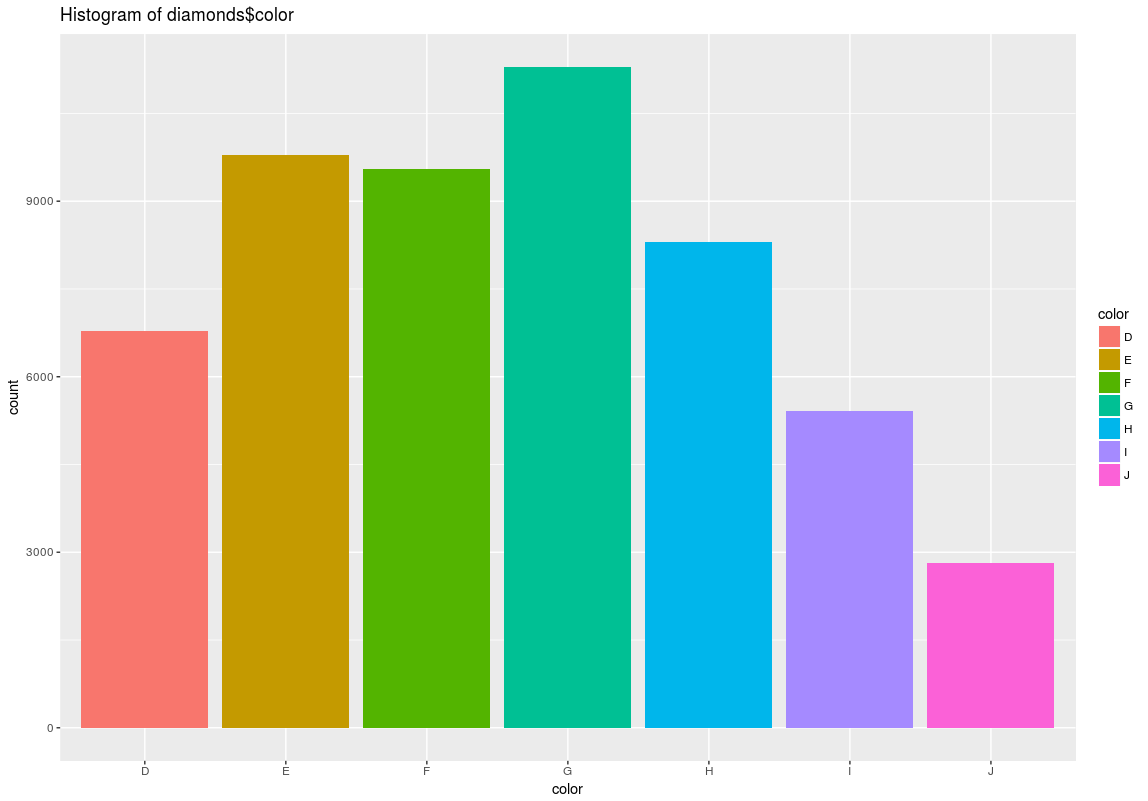 Histogram of diamonds$color
count
9000
6000
3000
0
D
E
F
G
H
I
J
color
color
D
E
F
G
H
I
J